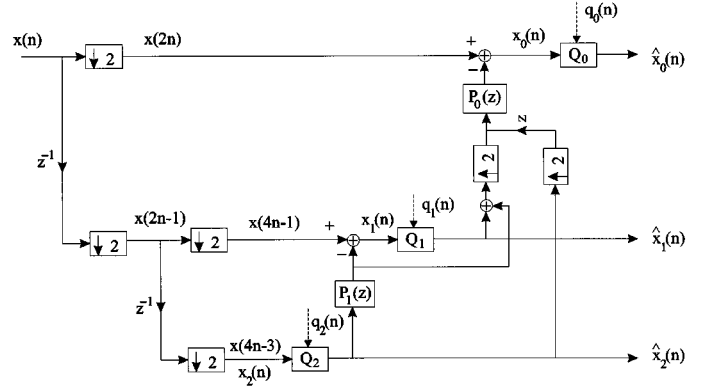 q₀(n)
x(n)
x(2n)
+
x₀(n)
↓ 2
−
Q₀
x̂₀(n)
P₀(z)
z
z⁻¹
↑ 2
↑ 2
x(2n-1)
x(4n-1)
+
x₁(n)
q₁(n)
↓ 2
↓ 2
−
Q₁
x̂₁(n)
P₁(z)
z⁻¹
q₂(n)
x(4n-3)
↓ 2
x₂(n)
Q₂
x̂₂(n)